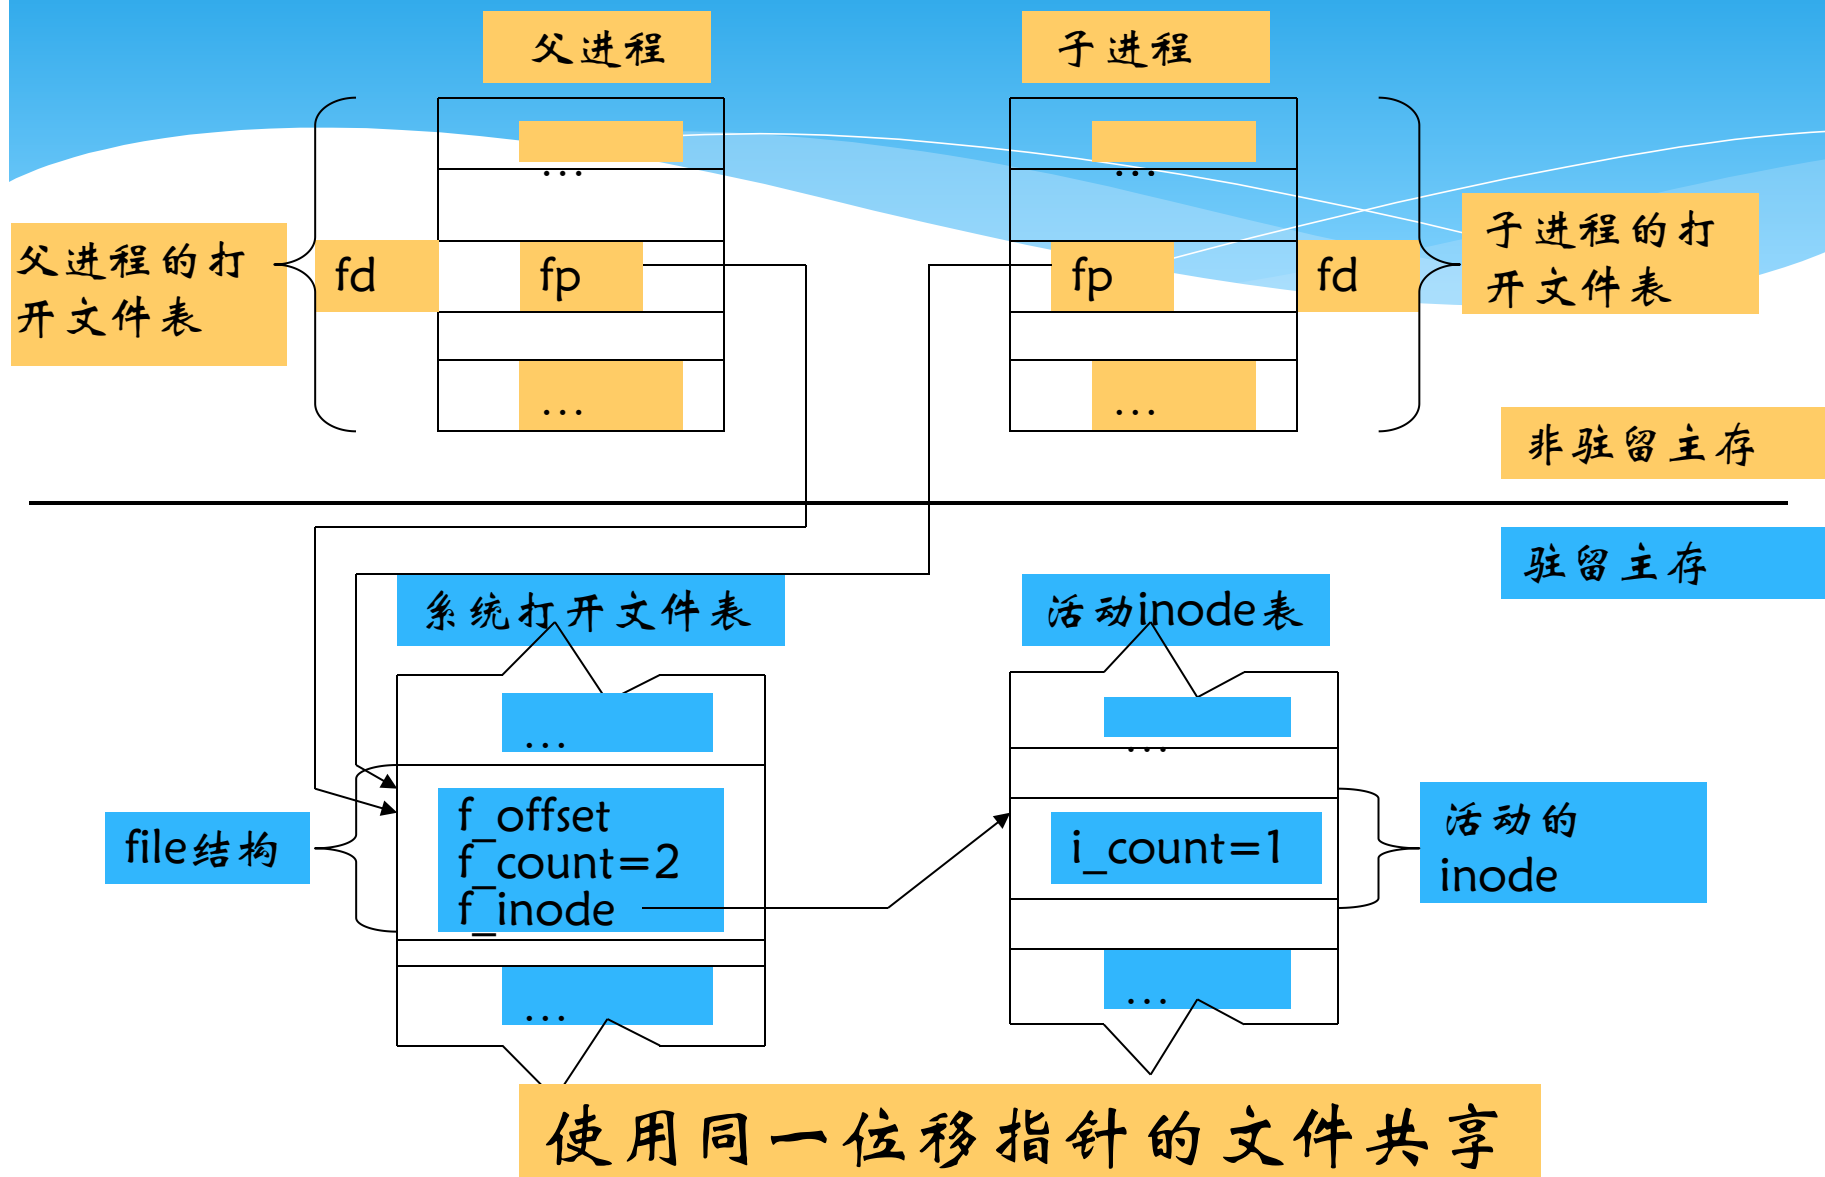 父进程
子进程
…
…
父进程的打
开文件表
fd
fp
fp
fd
子进程的打
开文件表
…
…
非驻留主存
驻留主存
系统打开文件表
活动inode表
…
…
file结构
f_offset
f_count=2
f_inode
i_count=1
活动的
inode
…
…
使用同一位移指针的文件共享